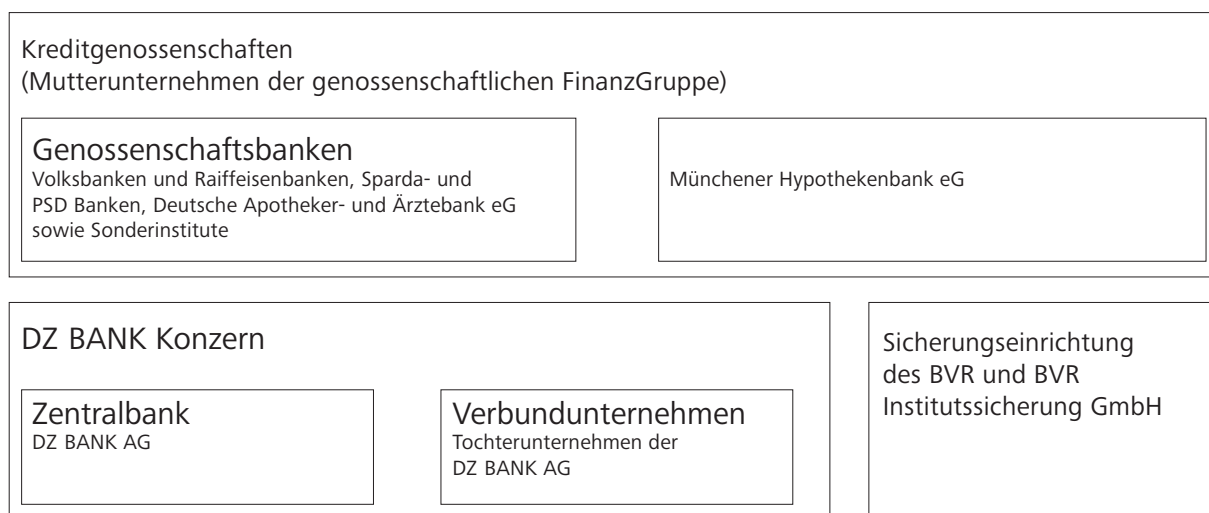 Kreditgenossenschaften
(Mutterunternehmen der genossenschaftlichen FinanzGruppe)
Genossenschaftsbanken
Volksbanken und Raiffeisenbanken, Sparda- und
PSD Banken, Deutsche Apotheker- und Ärztebank eG
sowie Sonderinstitute
Münchener Hypothekenbank eG
DZ BANK Konzern
Zentralbank
DZ BANK AG
Verbundunternehmen
Tochterunternehmen der
DZ BANK AG
Sicherungseinrichtung
des BVR und BVR
Institutssicherung GmbH